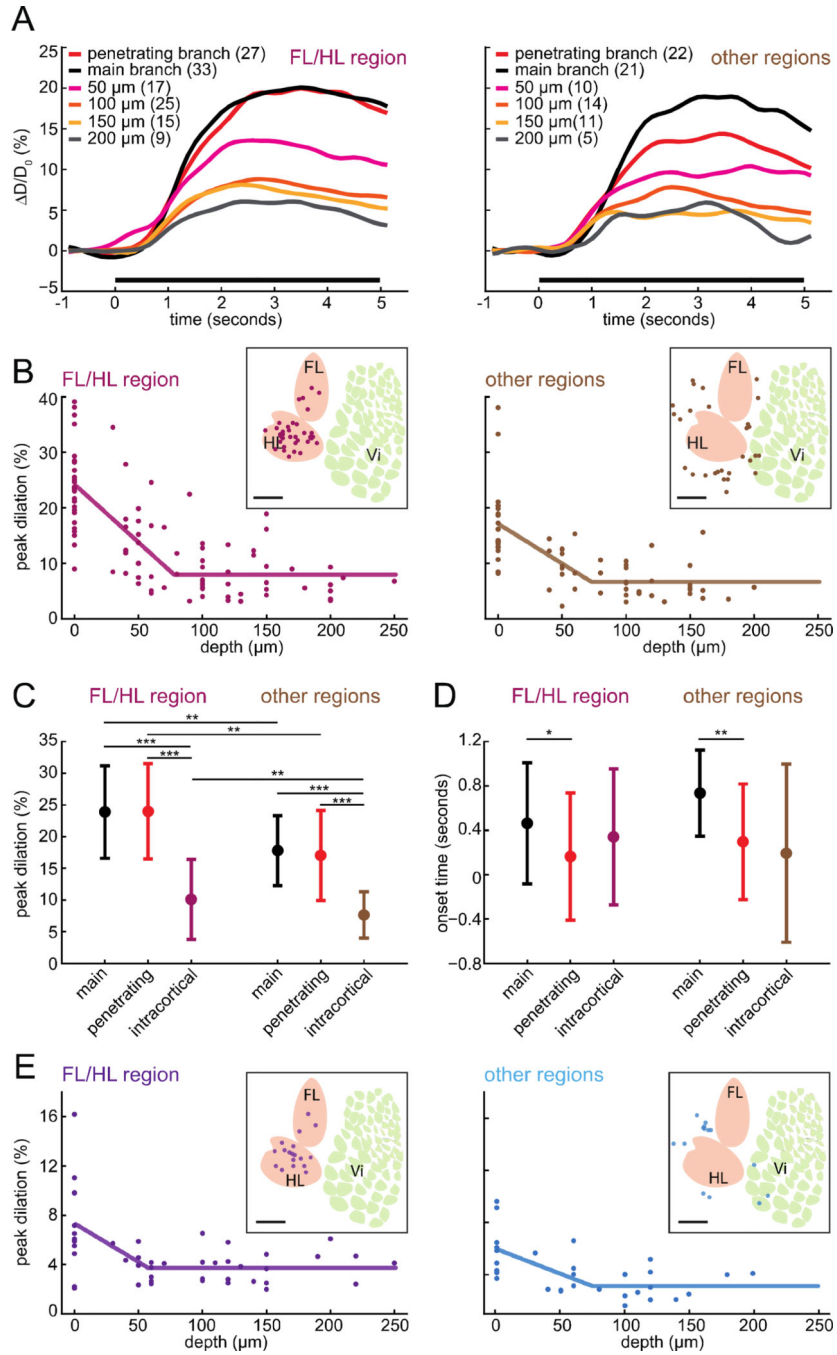 A
FL/HL region
penetrating branch (27)
main branch (33)
50 µm (17)
100 µm (25)
150 µm (15)
200 µm (9)
ΔD/D0 (%)
25
20
15
10
5
0
−5
-1 0 1 2 3 4 5
time (seconds)
other regions
penetrating branch (22)
main branch (21)
50 µm (10)
100 µm (14)
150 µm(11)
200 µm (5)
-1 0 1 2 3 4 5
time (seconds)
B
FL/HL region
FL
HL
Vi
peak dilation (%)
40
30
20
10
0
0 50 100 150 200 250
depth (µm)
other regions
FL
HL
Vi
0 50 100 150 200 250
depth (µm)
C
FL/HL region other regions
**
**
***
***
**
***
***
peak dilation (%)
35
30
25
20
15
10
5
0
main
penetrating
intracortical
main
penetrating
intracortical
D
FL/HL region other regions
* **
onset time (seconds)
1.2
0.8
0.4
0
−0.4
−0.8
main
penetrating
intracortical
main
penetrating
intracortical
E
FL/HL region
FL
HL
Vi
peak dilation (%)
16
12
8
4
0
0 50 100 150 200 250
depth (µm)
other regions
FL
HL
Vi
0 50 100 150 200 250
depth (µm)